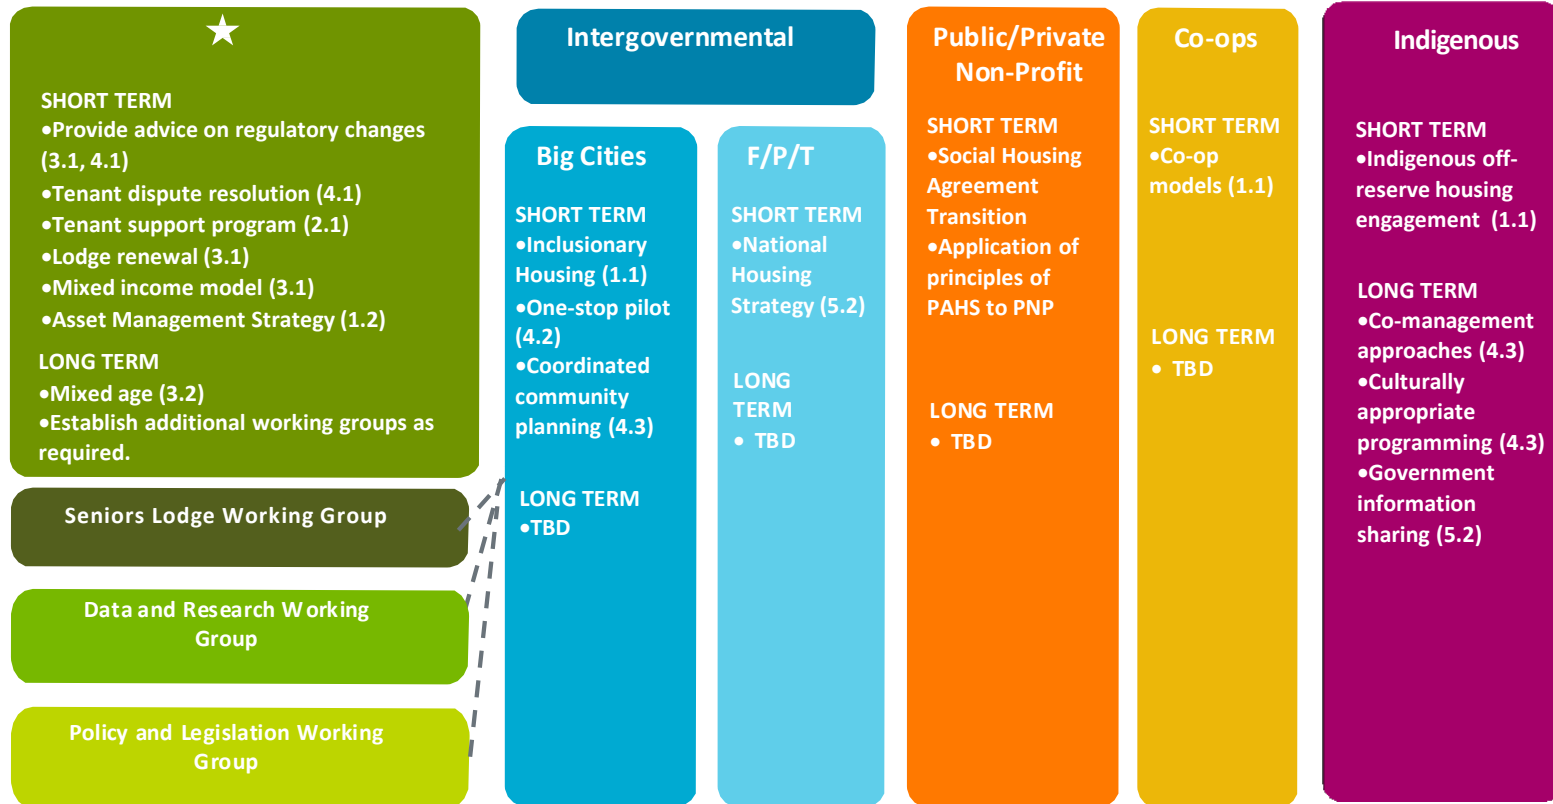 SHORT TERM
•Provide advice on regulatory changes
(3.1, 4.1)
•Tenant dispute resolution (4.1)
•Tenant support program (2.1)
•Lodge renewal (3.1)
•Mixed income model (3.1)
•Asset Management Strategy (1.2)
LONG TERM
•Mixed age (3.2)
•Establish additional working groups as
required.
Seniors Lodge Working Group
Data and Research Working
Group
Policy and Legislation Working
Group
Intergovernmental
Big Cities
SHORT TERM
•Inclusionary
Housing (1.1)
•One-stop pilot
(4.2)
•Coordinated
community
planning (4.3)
LONG TERM
•TBD
F/P/T
SHORT TERM
•National
Housing
Strategy (5.2)
LONG
TERM
• TBD
Public/Private
Non-Profit
SHORT TERM
•Social Housing
Agreement
Transition
•Application of
principles of
PAHS to PNP
LONG TERM
• TBD
Co-ops
SHORT TERM
•Co-op
models (1.1)
LONG TERM
• TBD
Indigenous
SHORT TERM
•Indigenous off-
reserve housing
engagement (1.1)
LONG TERM
•Co-management
approaches (4.3)
•Culturally
appropriate
programming (4.3)
•Government
information
sharing (5.2)